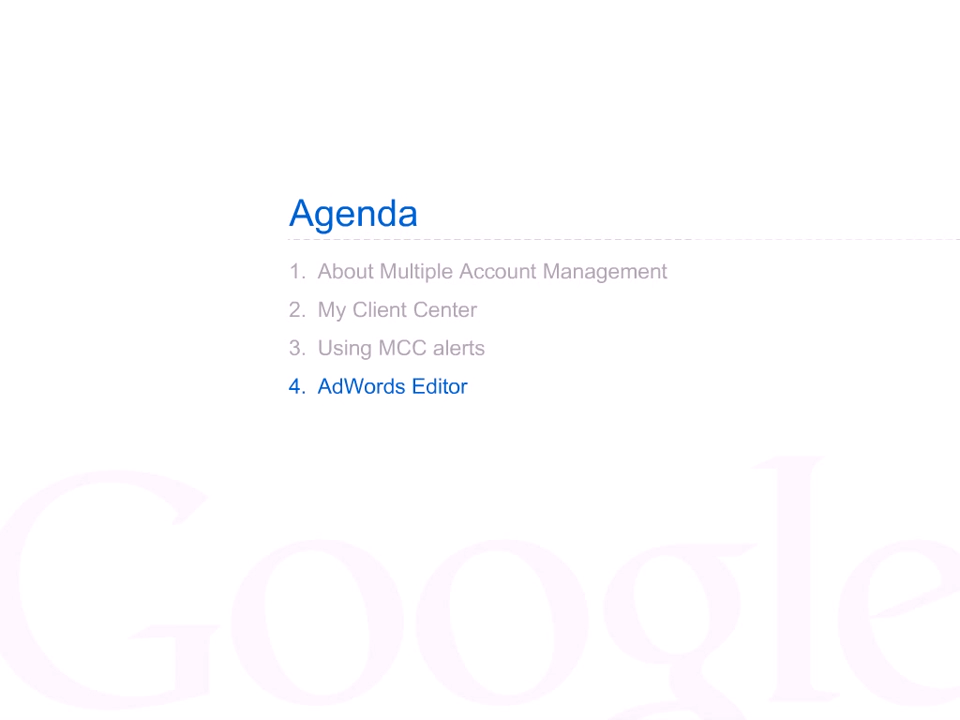 Agenda
1. About Multiple Account Management
2. My Client Center
3. Using MCC alerts
4. AdWords Editor
Google